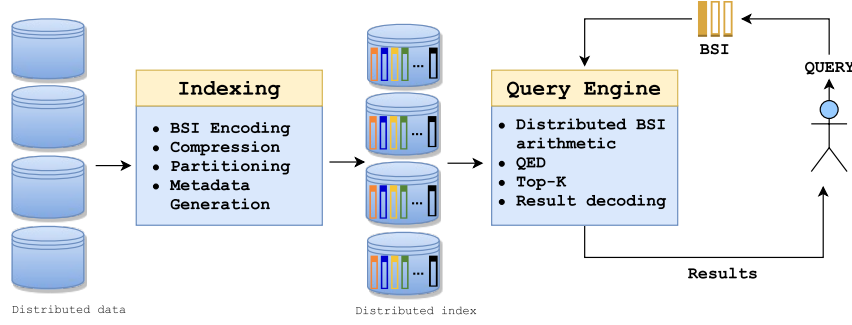 Indexing
• BSI Encoding
• Compression
• Partitioning
• Metadata
Generation
Distributed data
...
...
...
...
Distributed index
Query Engine
• Distributed BSI
arithmetic
• QED
• Top-K
• Result decoding
BSI
QUERY
Results